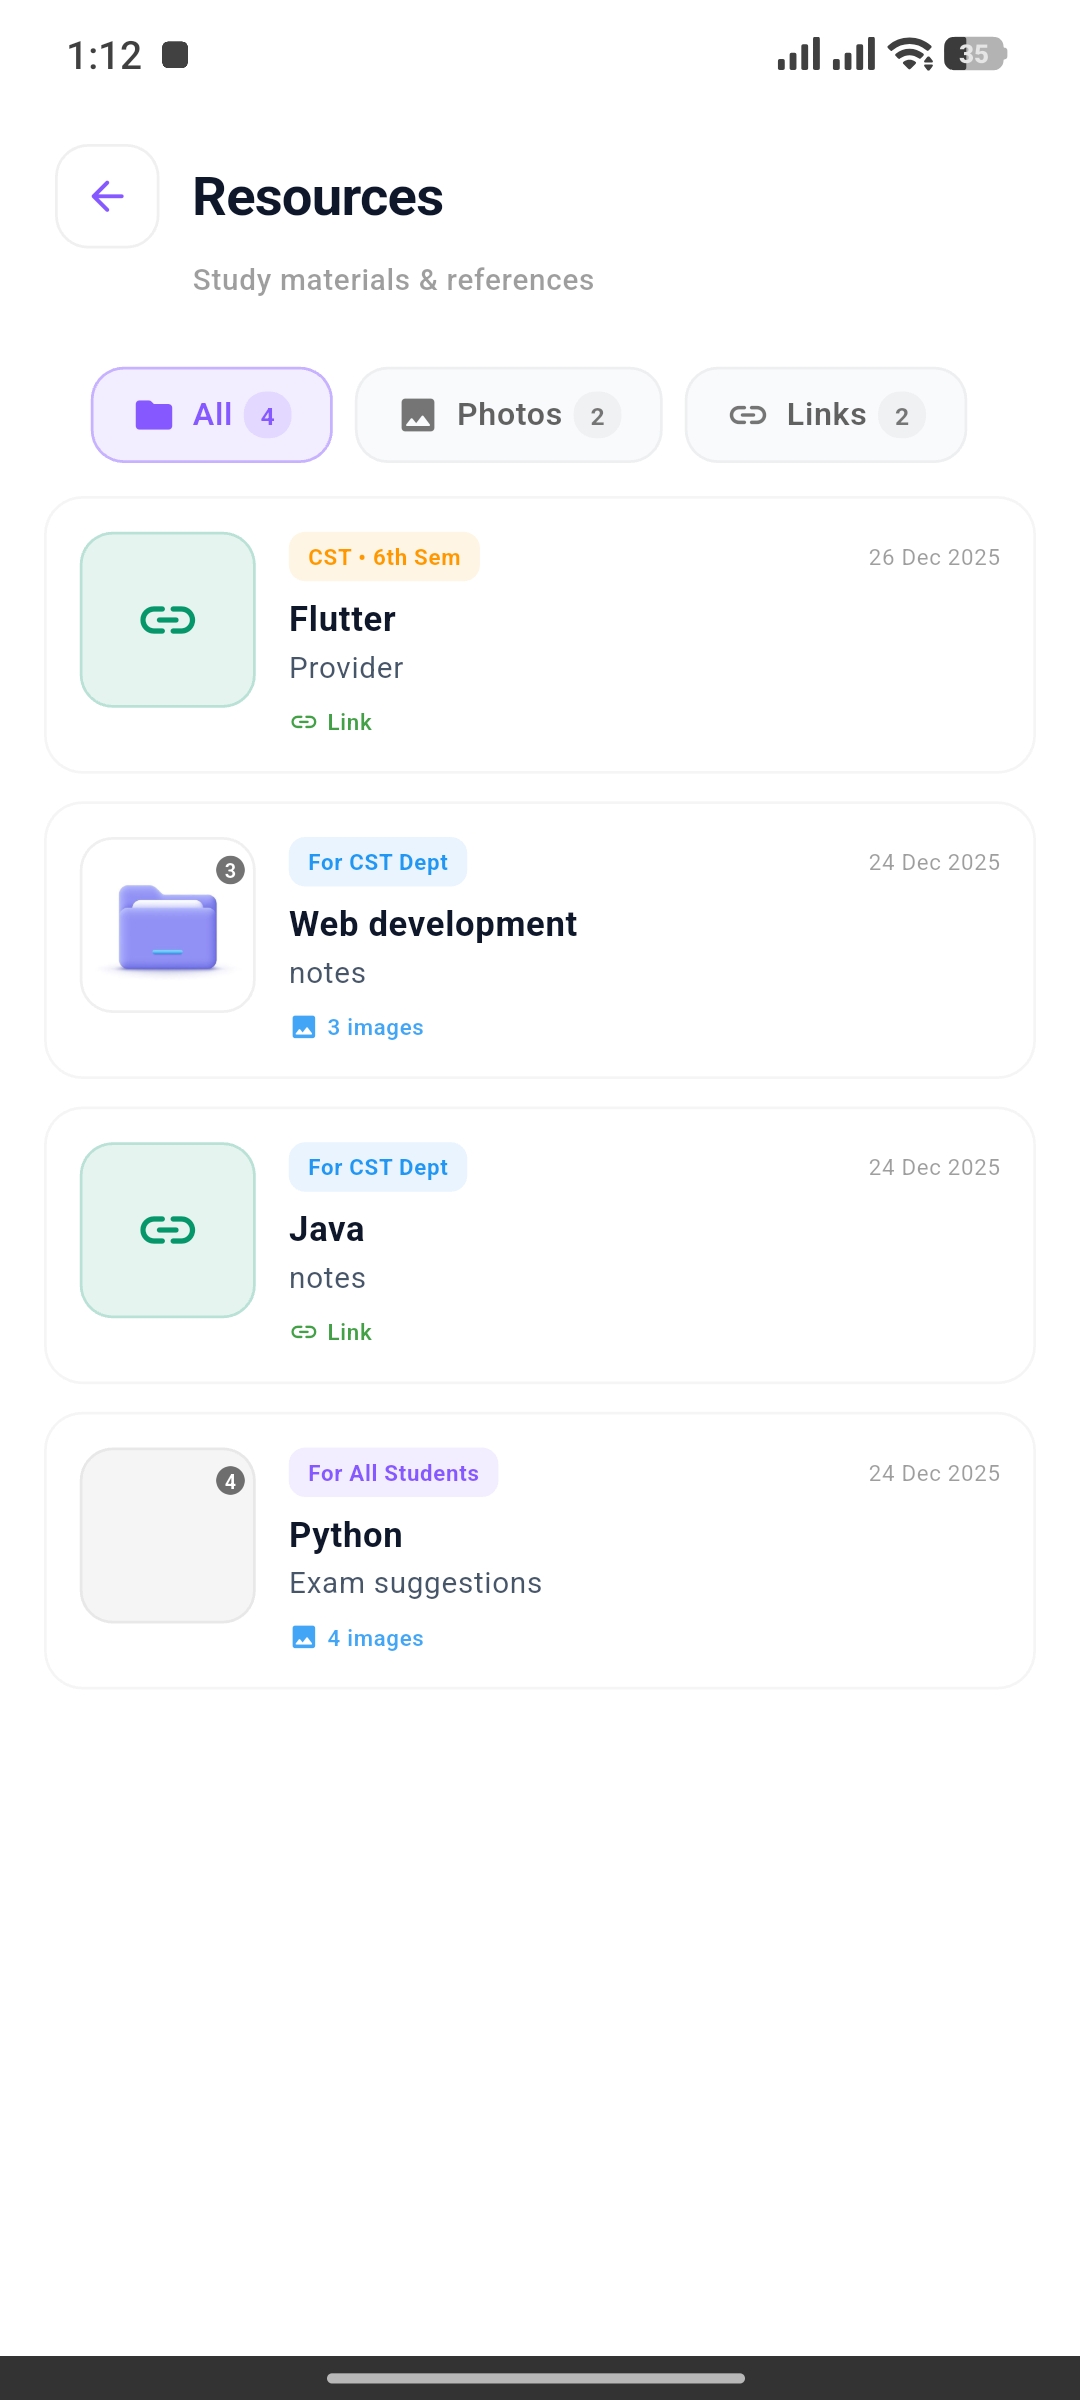 1:12
35
Resources
Study materials & references
All 4
Photos 2
Links 2
CST • 6th Sem
26 Dec 2025
Flutter
Provider
Link
3
For CST Dept
24 Dec 2025
Web development
notes
3 images
For CST Dept
24 Dec 2025
Java
notes
Link
4
For All Students
24 Dec 2025
Python
Exam suggestions
4 images